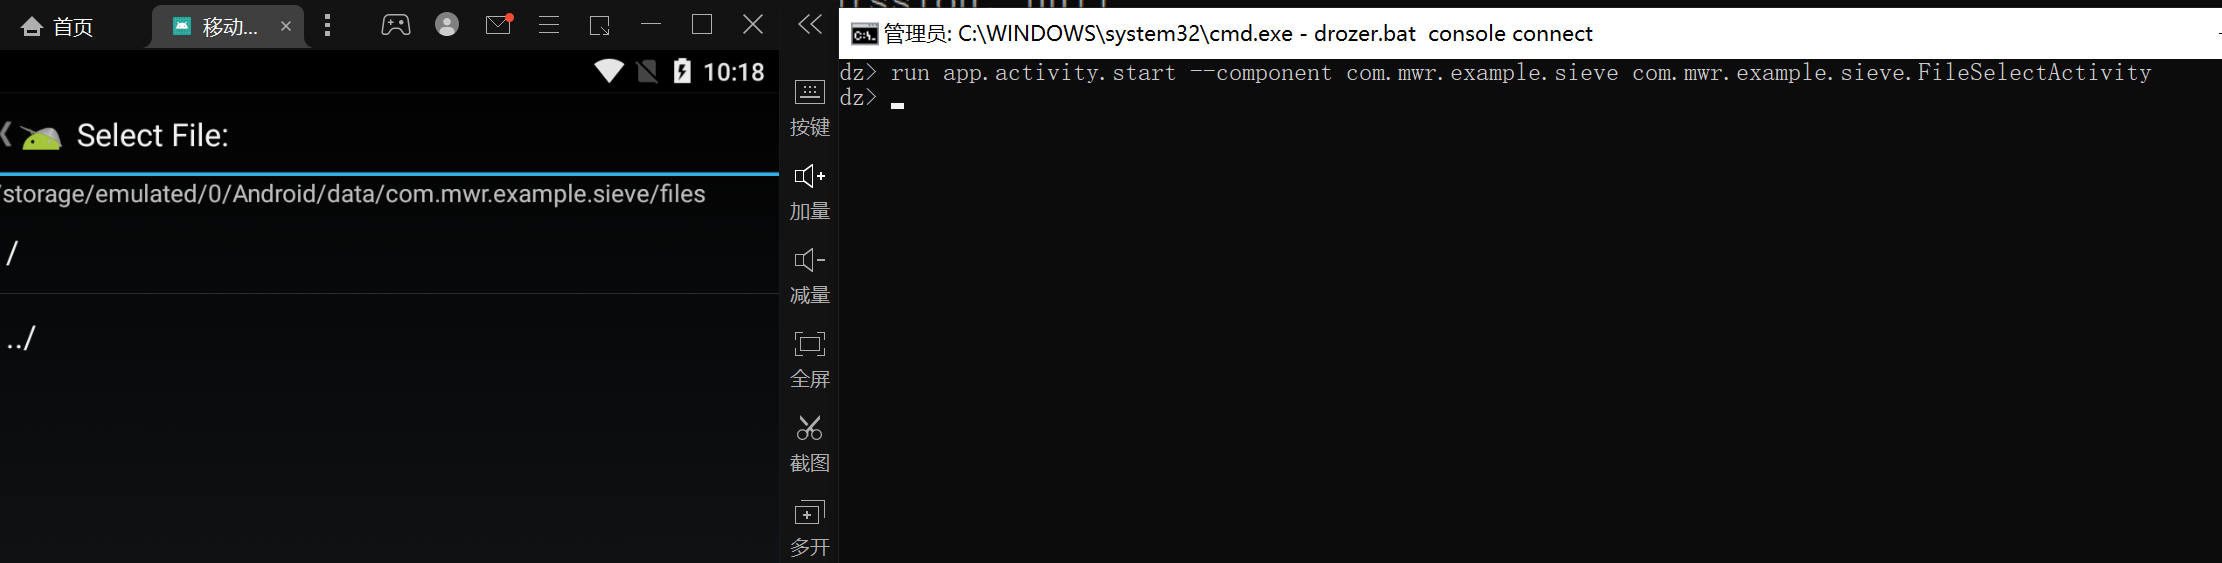 首页
移动...
10:18
Select File:
/storage/emulated/0/Android/data/com.mwr.example.sieve/files
/
../
按键
加量
减量
全屏
截图
多开
管理员: C:\WINDOWS\system32\cmd.exe - drozer.bat  console connect
dz> run app.activity.start --component com.mwr.example.sieve com.mwr.example.sieve.FileSelectActivity
dz>